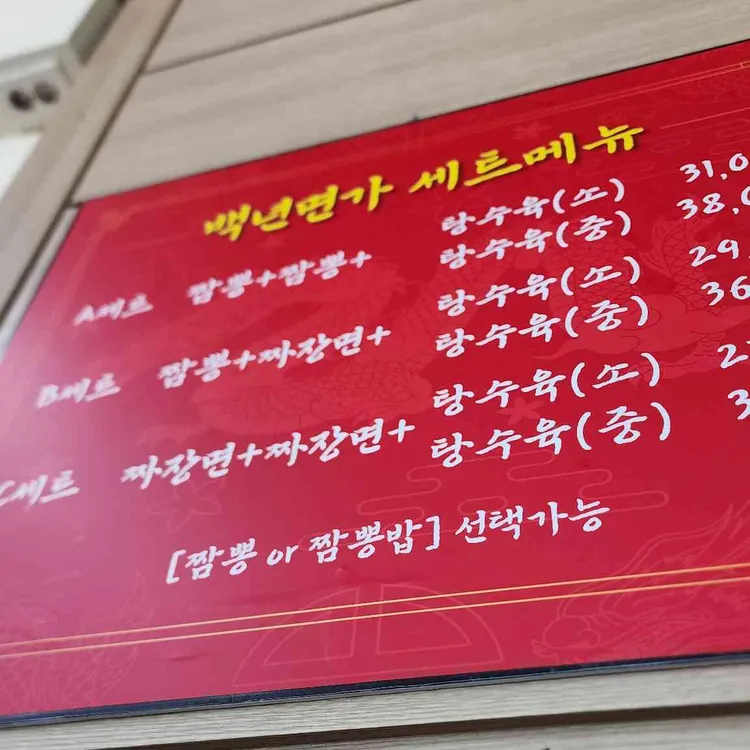 백년면가 세트메뉴
A세트 짬뽕+짬뽕+ 탕수육(소) 31,0
탕수육(중) 38,0
B세트 짬뽕+짜장면+ 탕수육(소) 29,
탕수육(중) 36
C세트 짜장면+짜장면+ 탕수육(소) 2
탕수육(중) 3
[짬뽕 or 짬뽕밥] 선택가능